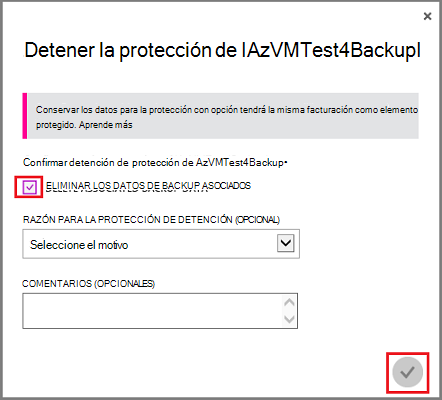 Detener la protección de IAzVMTest4BackupI
Conservar los datos para la protección con opción tendrá la misma facturación como elemento
protegido. Aprende más
Confirmar detención de protección de AzVMTest4Backup•
ELIMINAR LOS DATOS DE BACKUP ASOCIADOS
RAZÓN PARA LA PROTECCIÓN DE DETENCIÓN (OPCIONAL)
Seleccione el motivo
COMENTARIOS (OPCIONALES)